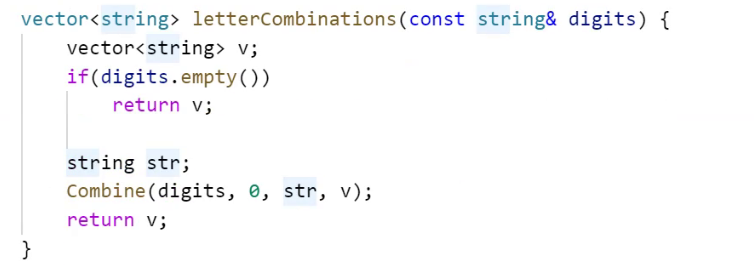 vector<string> letterCombinations(const string& digits) {
    vector<string> v;
    if(digits.empty())
        return v;

    string str;
    Combine(digits, 0, str, v);
    return v;
}